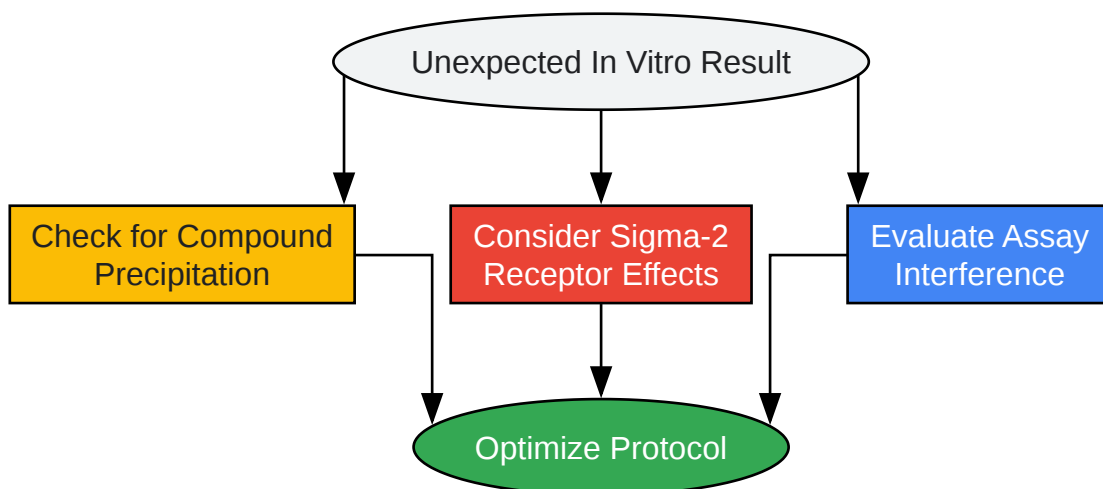 Unexpected In Vitro Result
Check for Compound
Precipitation
Consider Sigma-2
Receptor Effects
Evaluate Assay
Interference
Optimize Protocol